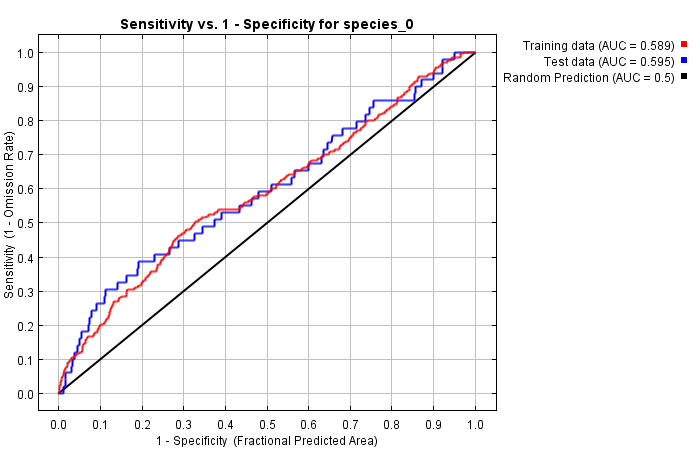 Sensitivity vs. 1 - Specificity for species_0
Training data (AUC = 0.589)
Test data (AUC = 0.595)
Random Prediction (AUC = 0.5)
Sensitivity (1 - Omission Rate)
1.0
0.9
0.8
0.7
0.6
0.5
0.4
0.3
0.2
0.1
0.0
0.0 0.1 0.2 0.3 0.4 0.5 0.6 0.7 0.8 0.9 1.0
1 - Specificity (Fractional Predicted Area)